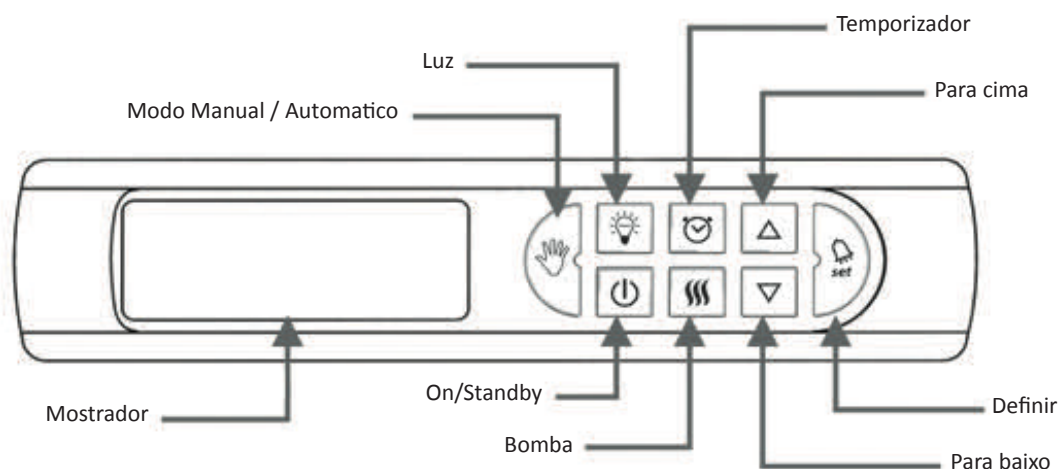 Temporizador
Luz
Para cima
Modo Manual / Automatico
set
On/Standby
Mostrador
Definir
Bomba
Para baixo